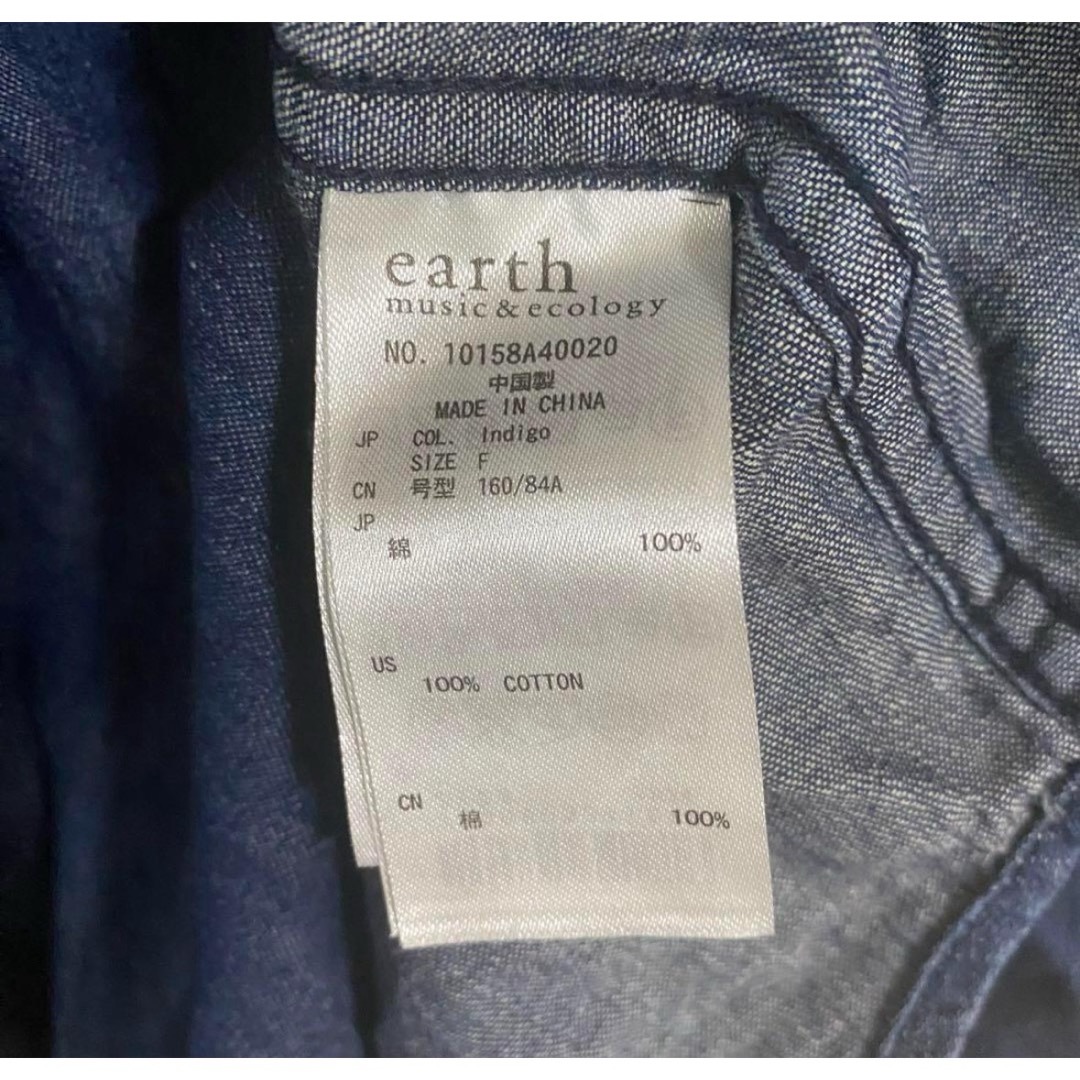 earth
music&ecology
NO. 10158A40020
中国製
MADE IN CHINA
JP COL. Indigo
SIZE F
CN 号型 160/84A
JP
綿 100%
US
100% COTTON
CN
棉 100%